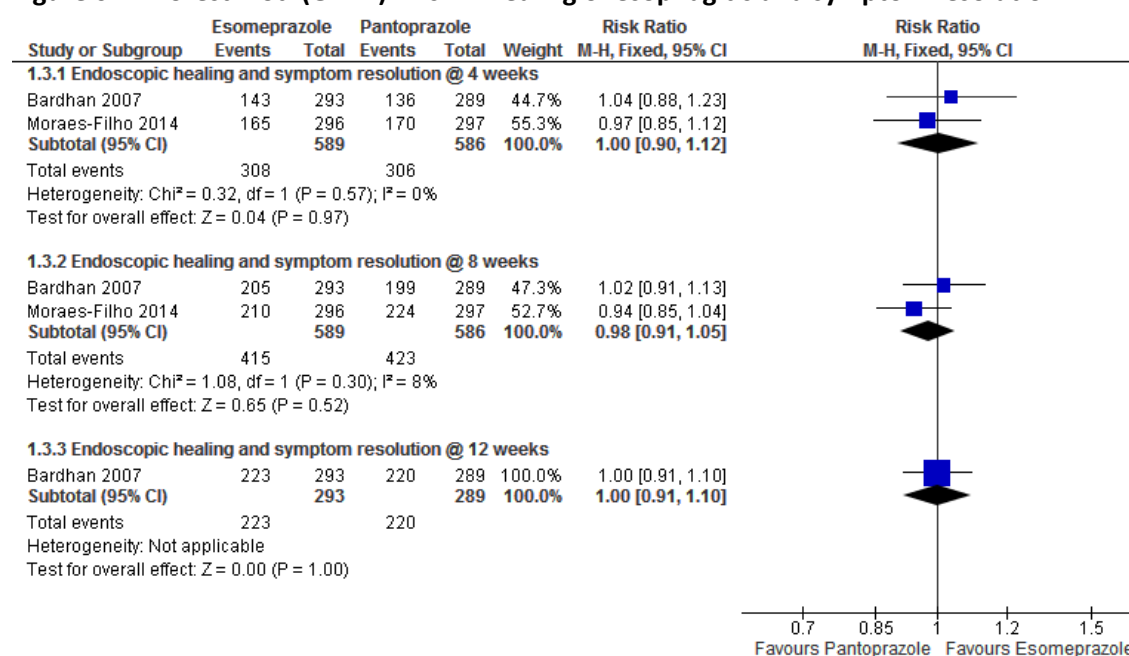 Esomeprazole Pantoprazole Risk Ratio Risk Ratio
Study or Subgroup Events Total Events Total Weight M-H, Fixed, 95% CI M-H, Fixed, 95% CI
1.3.1 Endoscopic healing and symptom resolution @ 4 weeks
Bardhan 2007 143 293 136 289 44.7% 1.04 [0.88, 1.23]
Moraes-Filho 2014 165 296 170 297 55.3% 0.97 [0.85, 1.12]
Subtotal (95% CI) 589 586 100.0% 1.00 [0.90, 1.12]
Total events 308 306
Heterogeneity: Chi² = 0.32, df = 1 (P = 0.57); I² = 0%
Test for overall effect: Z = 0.04 (P = 0.97)
1.3.2 Endoscopic healing and symptom resolution @ 8 weeks
Bardhan 2007 205 293 199 289 47.3% 1.02 [0.91, 1.13]
Moraes-Filho 2014 210 296 224 297 52.7% 0.94 [0.85, 1.04]
Subtotal (95% CI) 589 586 100.0% 0.98 [0.91, 1.05]
Total events 415 423
Heterogeneity: Chi² = 1.08, df = 1 (P = 0.30); I² = 8%
Test for overall effect: Z = 0.65 (P = 0.52)
1.3.3 Endoscopic healing and symptom resolution @ 12 weeks
Bardhan 2007 223 293 220 289 100.0% 1.00 [0.91, 1.10]
Subtotal (95% CI) 293 289 100.0% 1.00 [0.91, 1.10]
Total events 223 220
Heterogeneity: Not applicable
Test for overall effect: Z = 0.00 (P = 1.00)
0.7 0.85 1 1.2 1.5
Favours Pantoprazole Favours Esomeprazole